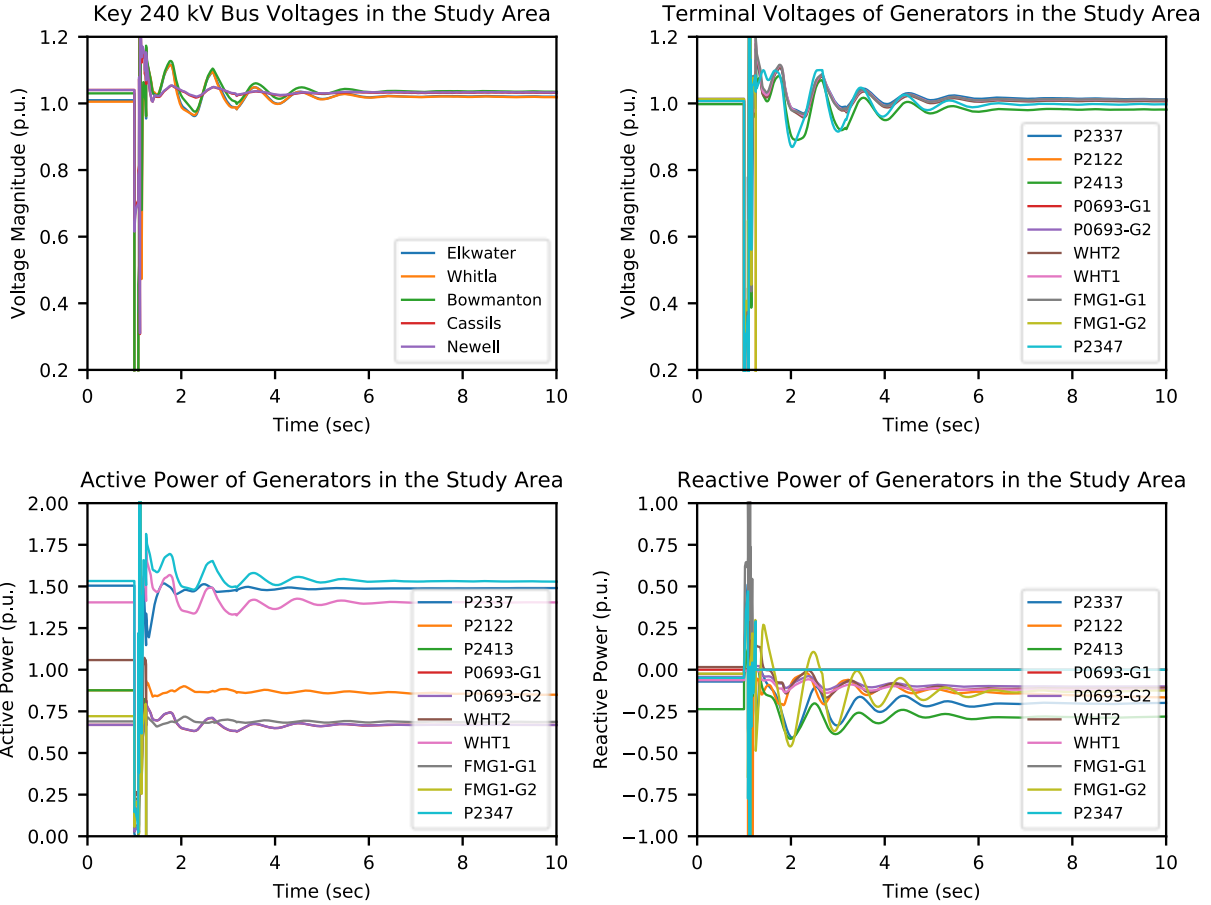 Key 240 kV Bus Voltages in the Study Area
1.2
1.0
0.8
0.6
0.4
0.2
Voltage Magnitude (p.u.)
Elkwater
Whitla
Bowmanton
Cassils
Newell
0 2 4 6 8 10
Time (sec)
Terminal Voltages of Generators in the Study Area
1.2
1.0
0.8
0.6
0.4
0.2
Voltage Magnitude (p.u.)
P2337
P2122
P2413
P0693-G1
P0693-G2
WHT2
WHT1
FMG1-G1
FMG1-G2
P2347
0 2 4 6 8 10
Time (sec)
Active Power of Generators in the Study Area
2.00
1.75
1.50
1.25
1.00
0.75
0.50
0.25
0.00
Active Power (p.u.)
P2337
P2122
P2413
P0693-G1
P0693-G2
WHT2
WHT1
FMG1-G1
FMG1-G2
P2347
0 2 4 6 8 10
Time (sec)
Reactive Power of Generators in the Study Area
1.00
0.75
0.50
0.25
0.00
−0.25
−0.50
−0.75
−1.00
Reactive Power (p.u.)
P2337
P2122
P2413
P0693-G1
P0693-G2
WHT2
WHT1
FMG1-G1
FMG1-G2
P2347
0 2 4 6 8 10
Time (sec)